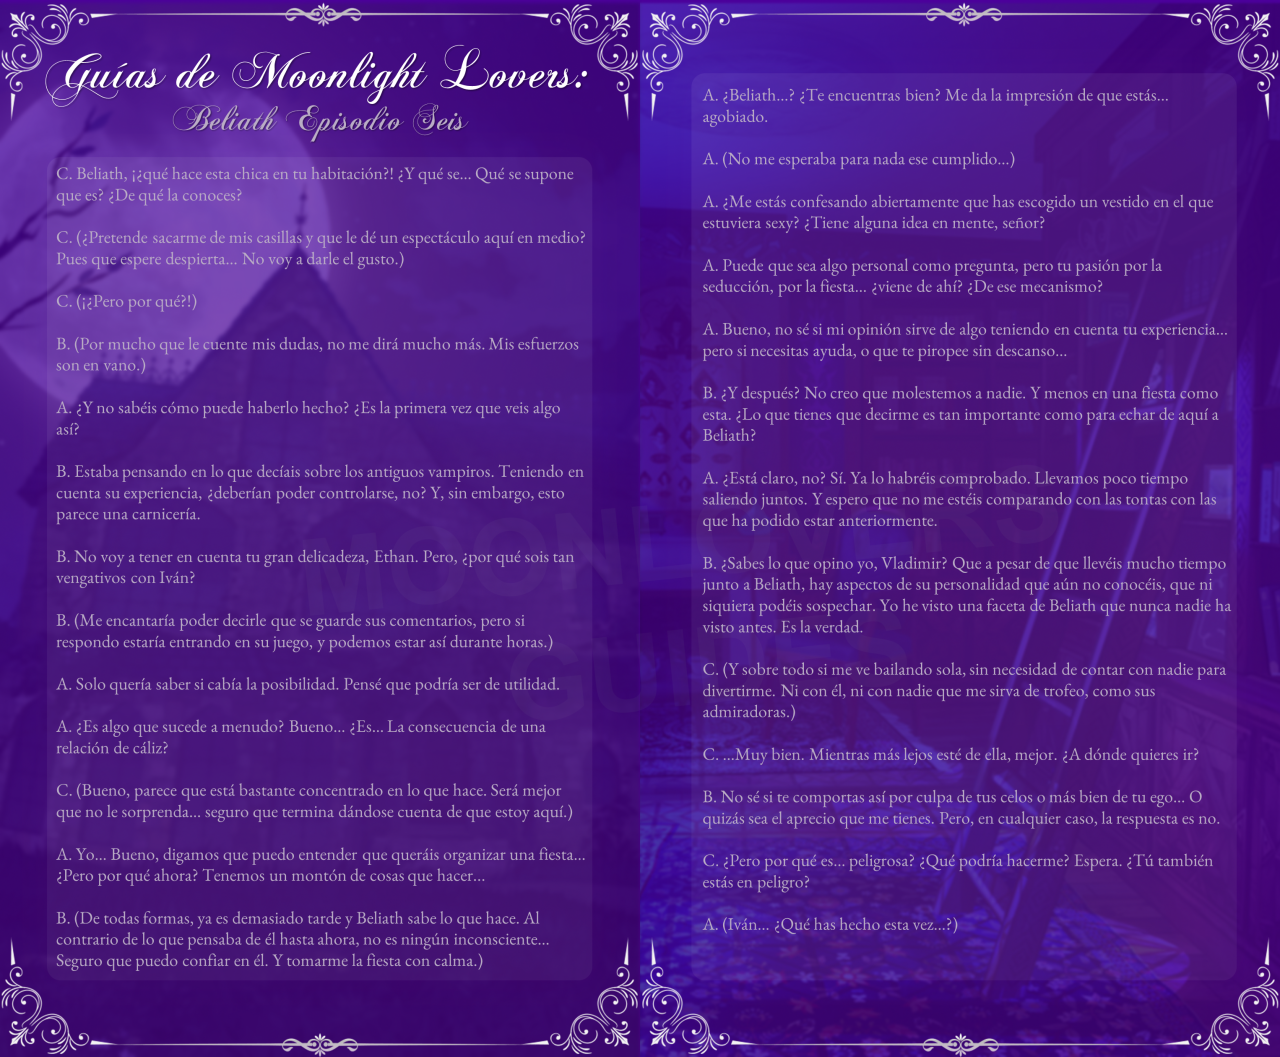 Guías de Moonlight Lovers:
Beliath Episodio Seis
C. Beliath, ¡¿qué hace esta chica en tu habitación?! ¿Y qué se... Qué se supone
que es? ¿De qué la conoces?
C. (¿Pretende sacarme de mis casillas y que le dé un espectáculo aquí en medio?
Pues que espere despierta... No voy a darle el gusto.)
C. (¡¿Pero por qué?!)
B. (Por mucho que le cuente mis dudas, no me dirá mucho más. Mis esfuerzos
son en vano.)
A. ¿Y no sabéis cómo puede haberlo hecho? ¿Es la primera vez que veis algo
así?
B. Estaba pensando en lo que decíais sobre los antiguos vampiros. Teniendo en
cuenta su experiencia, ¿deberían poder controlarse, no? Y, sin embargo, esto
parece una carnicería.
B. No voy a tener en cuenta tu gran delicadeza, Ethan. Pero, ¿por qué sois tan
vengativos con Iván?
B. (Me encantaría poder decirle que se guarde sus comentarios, pero si
respondo estaría entrando en su juego, y podemos estar así durante horas.)
A. Solo quería saber si cabía la posibilidad. Pensé que podría ser de utilidad.
A. ¿Es algo que sucede a menudo? Bueno... ¿Es... La consecuencia de una
relación de cáliz?
C. (Bueno, parece que está bastante concentrado en lo que hace. Será mejor
que no le sorprenda... seguro que termina dándose cuenta de que estoy aquí.)
A. Yo... Bueno, digamos que puedo entender que queráis organizar una fiesta...
¿Pero por qué ahora? Tenemos un montón de cosas que hacer...
B. (De todas formas, ya es demasiado tarde y Beliath sabe lo que hace. Al
contrario de lo que pensaba de él hasta ahora, no es ningún inconsciente...
Seguro que puedo confiar en él. Y tomarme la fiesta con calma.)
A. ¿Beliath...? ¿Te encuentras bien? Me da la impresión de que estás...
agobiado.
A. (No me esperaba para nada ese cumplido...)
A. ¿Me estás confesando abiertamente que has escogido un vestido en el que
estuviera sexy? ¿Tiene alguna idea en mente, señor?
A. Puede que sea algo personal como pregunta, pero tu pasión por la
seducción, por la fiesta... ¿viene de ahí? ¿De ese mecanismo?
A. Bueno, no sé si mi opinión sirve de algo teniendo en cuenta tu experiencia...
pero si necesitas ayuda, o que te piropee sin descanso...
B. ¿Y después? No creo que molestemos a nadie. Y menos en una fiesta como
esta. ¿Lo que tienes que decirme es tan importante como para echar de aquí a
Beliath?
A. ¿Está claro, no? Sí. Ya lo habréis comprobado. Llevamos poco tiempo
saliendo juntos. Y espero que no me estéis comparando con las tontas con las
que ha podido estar anteriormente.
B. ¿Sabes lo que opino yo, Vladimir? Que a pesar de que llevéis mucho tiempo
junto a Beliath, hay aspectos de su personalidad que aún no conocéis, que ni
siquiera podéis sospechar. Yo he visto una faceta de Beliath que nunca nadie ha
visto antes. Es la verdad.
C. (Y sobre todo si me ve bailando sola, sin necesidad de contar con nadie para
divertirme. Ni con él, ni con nadie que me sirva de trofeo, como sus
admiradoras.)
C. ...Muy bien. Mientras más lejos esté de ella, mejor. ¿A dónde quieres ir?
B. No sé si te comportas así por culpa de tus celos o más bien de tu ego... O
quizás sea el aprecio que me tienes. Pero, en cualquier caso, la respuesta es no.
C. ¿Pero por qué es... peligrosa? ¿Qué podría hacerme? Espera. ¿Tú también
estás en peligro?
A. (Iván... ¿Qué has hecho esta vez...?)
MOONLOVERS
GUIDES